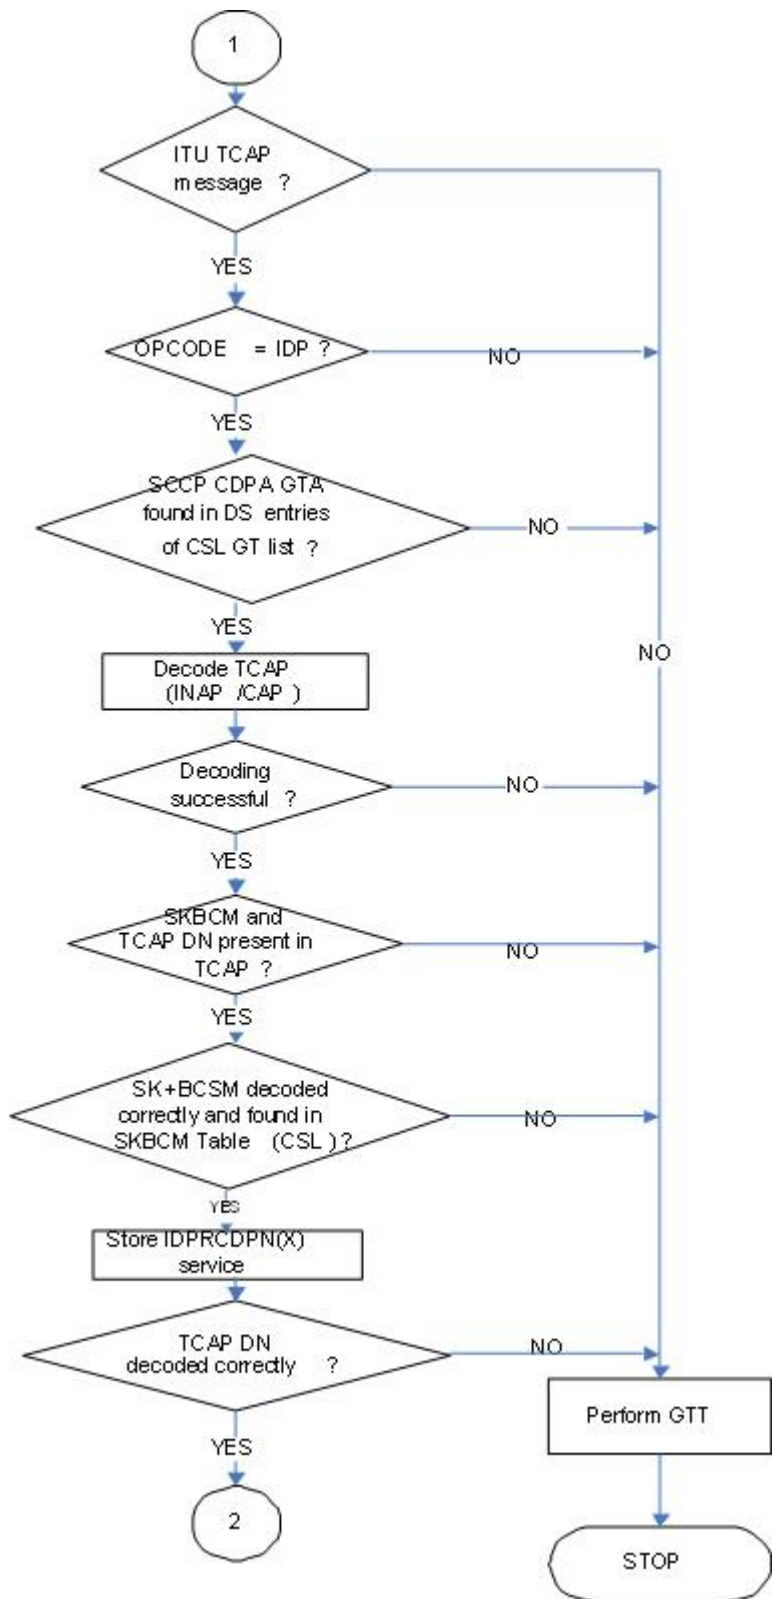 1
ITU TCAP
message ?
YES
OPCODE = IDP ?
NO
YES
SCCP CDPA GTA
found in DS entries
of CSL GT list ?
NO
YES
NO
Decode TCAP
(INAP /CAP )
Decoding
successful ?
NO
YES
SKBCM and
TCAP DN present in
TCAP ?
NO
YES
SK+BCSM decoded
correctly and found in
SKBCM Table (CSL )?
NO
YES
Store IDPRCDPN(X)
service
TCAP DN
decoded correctly ?
NO
Perform GTT
YES
2
STOP